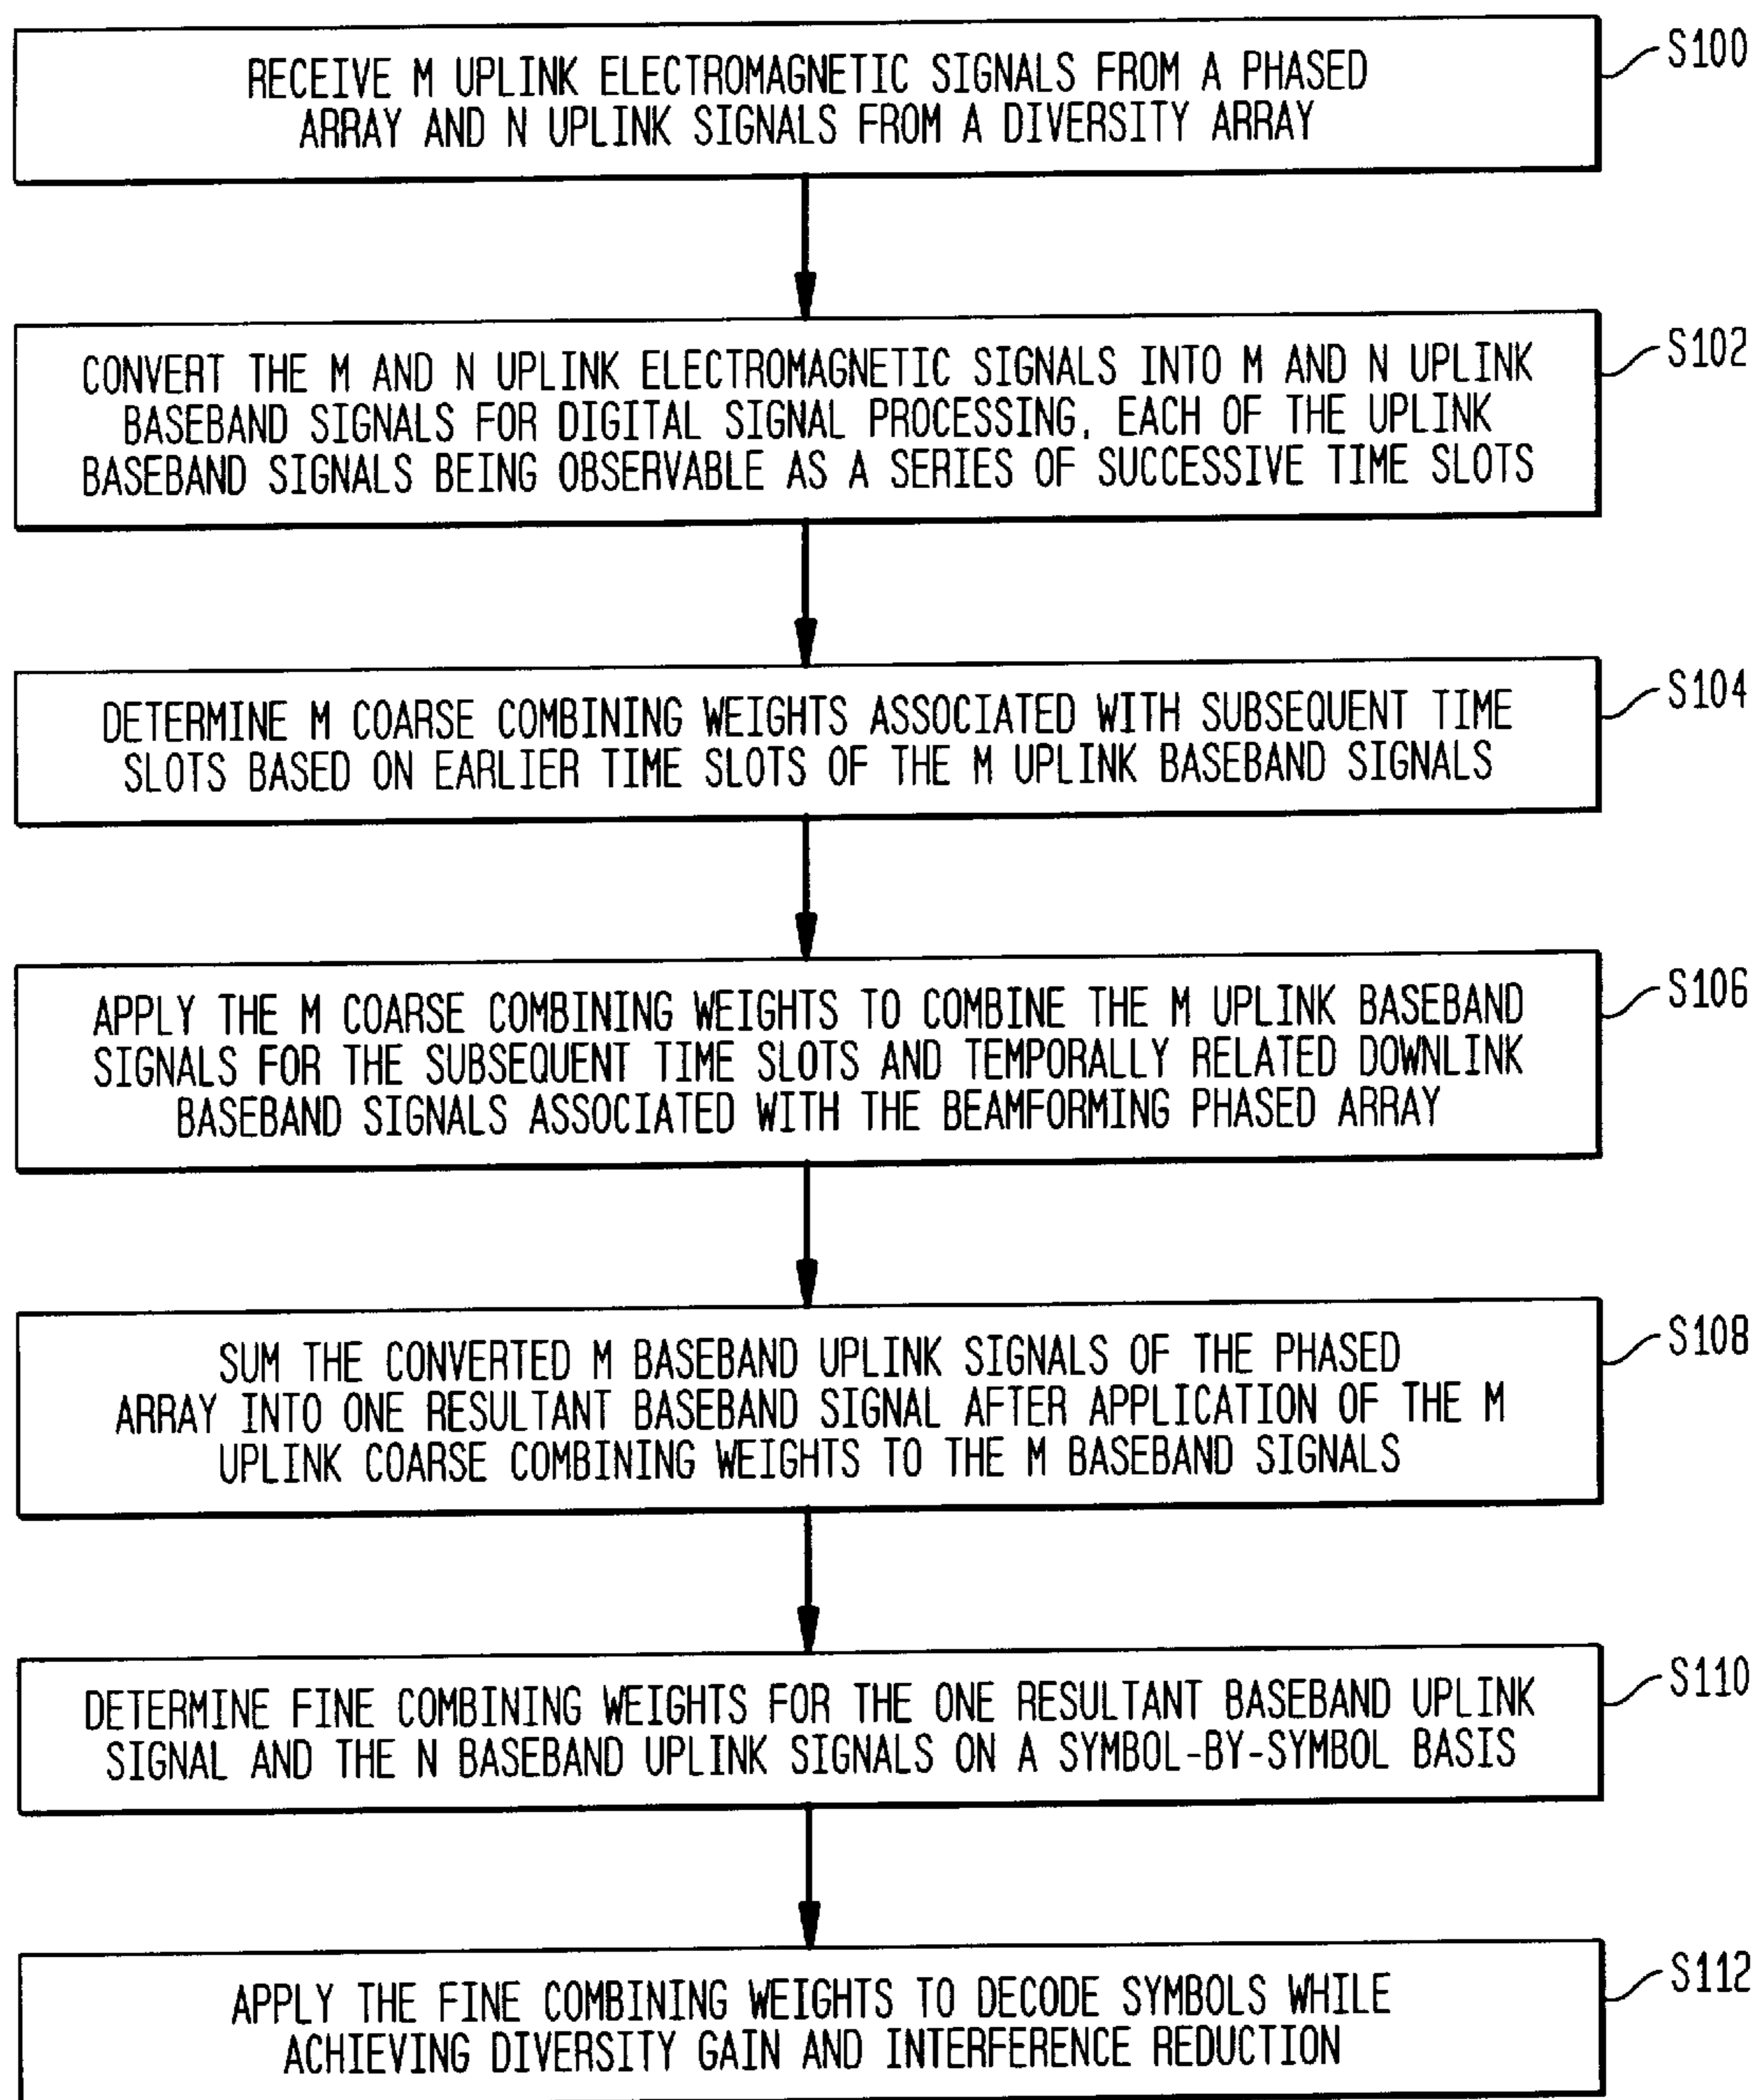 RECEIVE M UPLINK ELECTROMAGNETIC SIGNALS FROM A PHASED
ARRAY AND N UPLINK SIGNALS FROM A DIVERSITY ARRAY
S100
CONVERT THE M AND N UPLINK ELECTROMAGNETIC SIGNALS INTO M AND N UPLINK
BASEBAND SIGNALS FOR DIGITAL SIGNAL PROCESSING, EACH OF THE UPLINK
BASEBAND SIGNALS BEING OBSERVABLE AS A SERIES OF SUCCESSIVE TIME SLOTS
S102
DETERMINE M COARSE COMBINING WEIGHTS ASSOCIATED WITH SUBSEQUENT TIME
SLOTS BASED ON EARLIER TIME SLOTS OF THE M UPLINK BASEBAND SIGNALS
S104
APPLY THE M COARSE COMBINING WEIGHTS TO COMBINE THE M UPLINK BASEBAND
SIGNALS FOR THE SUBSEQUENT TIME SLOTS AND TEMPORALLY RELATED DOWNLINK
BASEBAND SIGNALS ASSOCIATED WITH THE BEAMFORMING PHASED ARRAY
S106
SUM THE CONVERTED M BASEBAND UPLINK SIGNALS OF THE PHASED
ARRAY INTO ONE RESULTANT BASEBAND SIGNAL AFTER APPLICATION OF THE M
UPLINK COARSE COMBINING WEIGHTS TO THE M BASEBAND SIGNALS
S108
DETERMINE FINE COMBINING WEIGHTS FOR THE ONE RESULTANT BASEBAND UPLINK
SIGNAL AND THE N BASEBAND UPLINK SIGNALS ON A SYMBOL-BY-SYMBOL BASIS
S110
APPLY THE FINE COMBINING WEIGHTS TO DECODE SYMBOLS WHILE
ACHIEVING DIVERSITY GAIN AND INTERFERENCE REDUCTION
S112